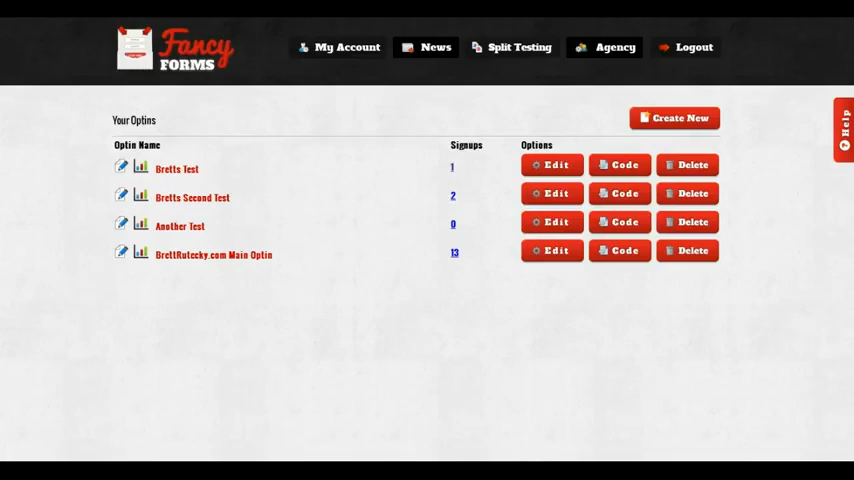 Fancy FORMS
My Account News Split Testing Agency Logout
Your Optins Create New
Help
Optin Name Signups Options
Bretts Test 1 Edit Code Delete
Bretts Second Test 2 Edit Code Delete
Another Test 0 Edit Code Delete
BrettRutecky.com Main Optin 13 Edit Code Delete